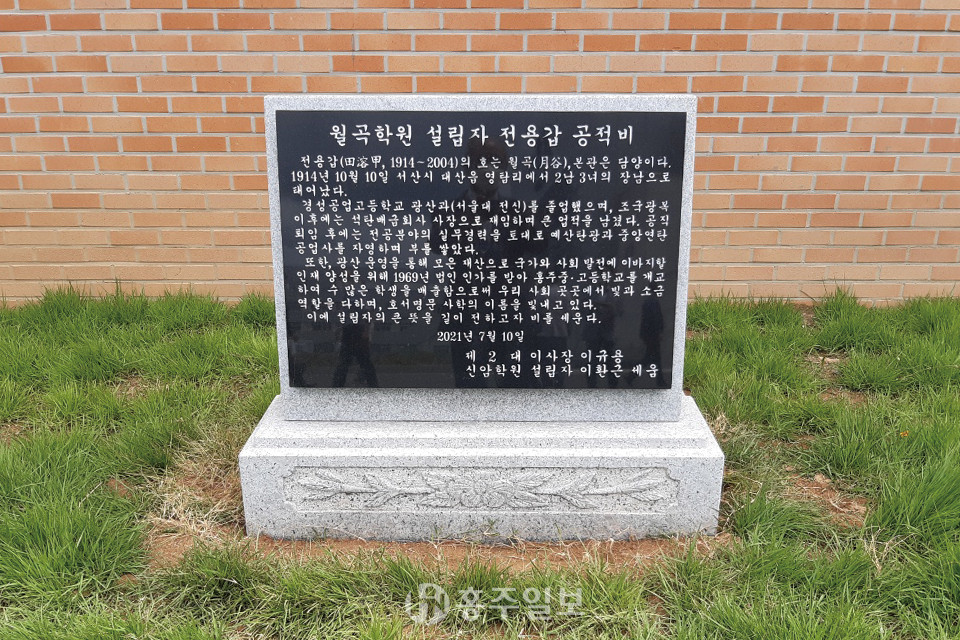 월곡학원 설립자 전용갑 공적비
전용갑(田溶甲, 1914~2004)의 호는 월곡(月谷), 본관은 담양이다.
1914년 10월 10일 서산시 대산읍 영탑리에서 2남 3녀의 장남으로
태어났다.
경성공업고등학교 광산과(서울대 전신)를 졸업했으며, 조국광복
이후에는 석탄배급회사 사장으로 재임하며 큰 업적을 남겼다. 공직
퇴임 후에는 전공분야의 실무경력을 토대로 예산탄광과 중앙연탄
공업사를 자영하며 부를 쌓았다.
또한, 광산 운영을 통해 모은 재산으로 국가와 사회 발전에 이바지할
인재 양성을 위해 1969년 법인 인가를 받아 홍주중·고등학교를 개교
하여 수 많은 학생을 배출함으로써 우리 사회 곳곳에서 빛과 소금
역할을 다하며, 호서명문 사학의 이름을 빛내고 있다.
이에 설립자의 큰 뜻을 길이 전하고자 비를 세운다.
2021년 7월 10일
제 2 대 이사장 이규용
신암학원 설립자 이환근 세움
홍주일보